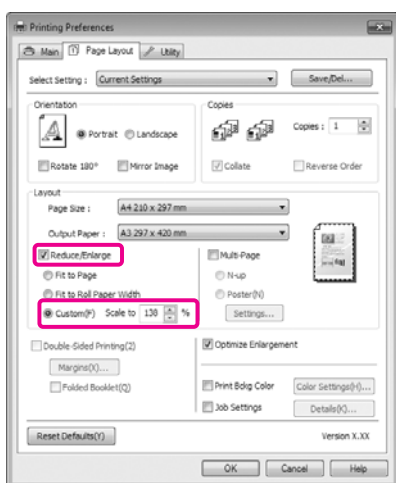 Printing Preferences
Main Page Layout Utility
Select Setting : Current Settings Save/Del...
Orientation Copies
Portrait Landscape Copies : 1
Rotate 180° Mirror Image Collate Reverse Order
Layout
Page Size : A4 210 x 297 mm
Output Paper : A3 297 x 420 mm
Reduce/Enlarge Multi-Page
Fit to Page N-up
Fit to Roll Paper Width Poster(N)
Custom(F) Scale to 130 % Settings...
Double-Sided Printing(2) Optimize Enlargement
Margins(X)...
Folded Booklet(Q) Print Bckg Color Color Settings(H)...
Job Settings Details(K)...
Reset Defaults(Y) Version X.XX
OK Cancel Help